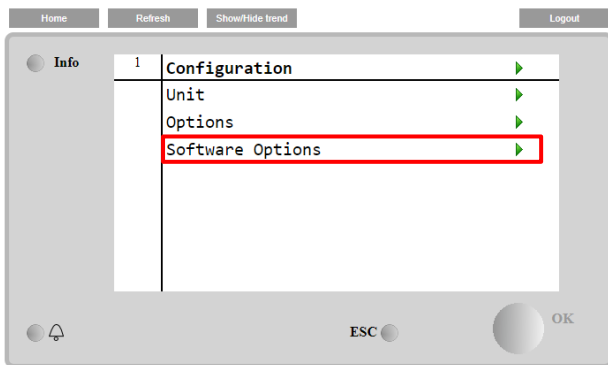 Home Refresh Show/Hide trend Logout
Info
1 Configuration
Unit
Options
Software Options
ESC
OK